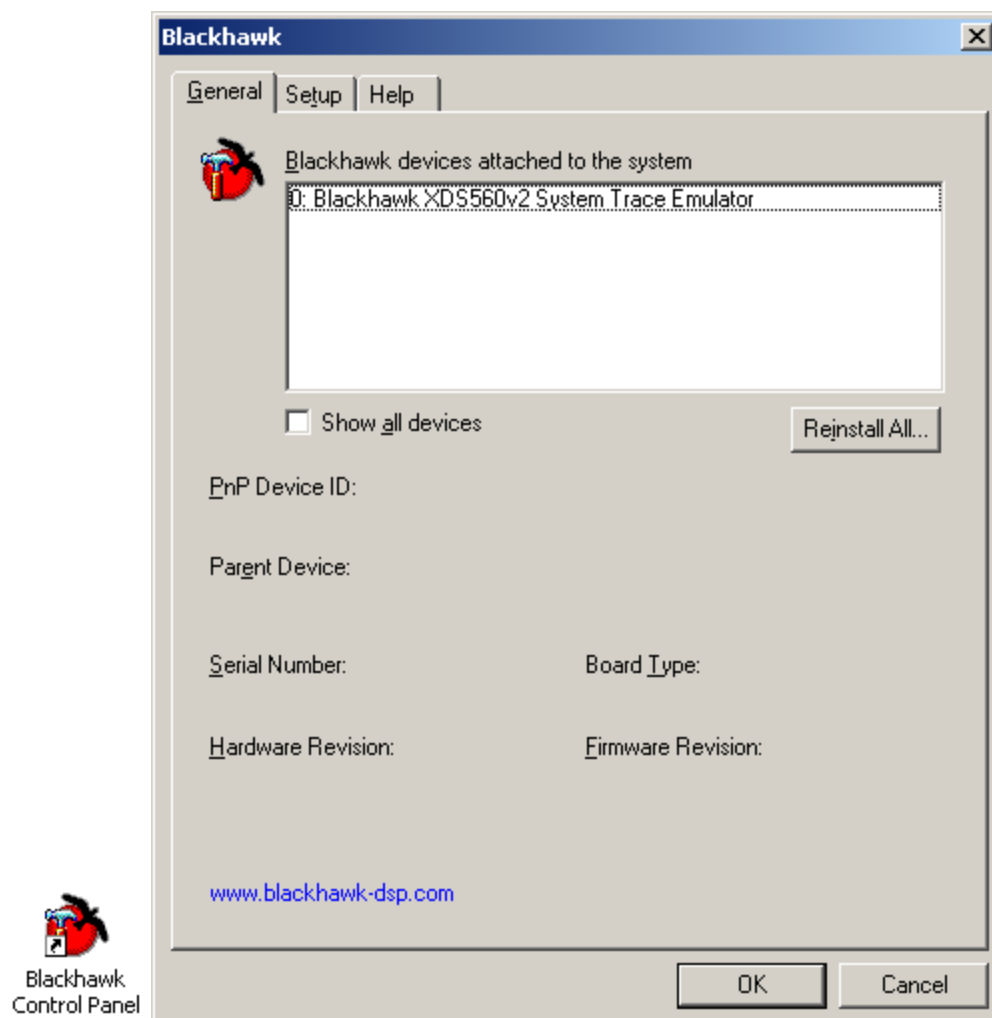 Blackhawk
General Setup Help
Blackhawk devices attached to the system
0: Blackhawk XDS560v2 System Trace Emulator
Show all devices
Reinstall All...
PnP Device ID:
Parent Device:
Serial Number: Board Type:
Hardware Revision: Firmware Revision:
www.blackhawk-dsp.com
OK Cancel
Blackhawk
Control Panel